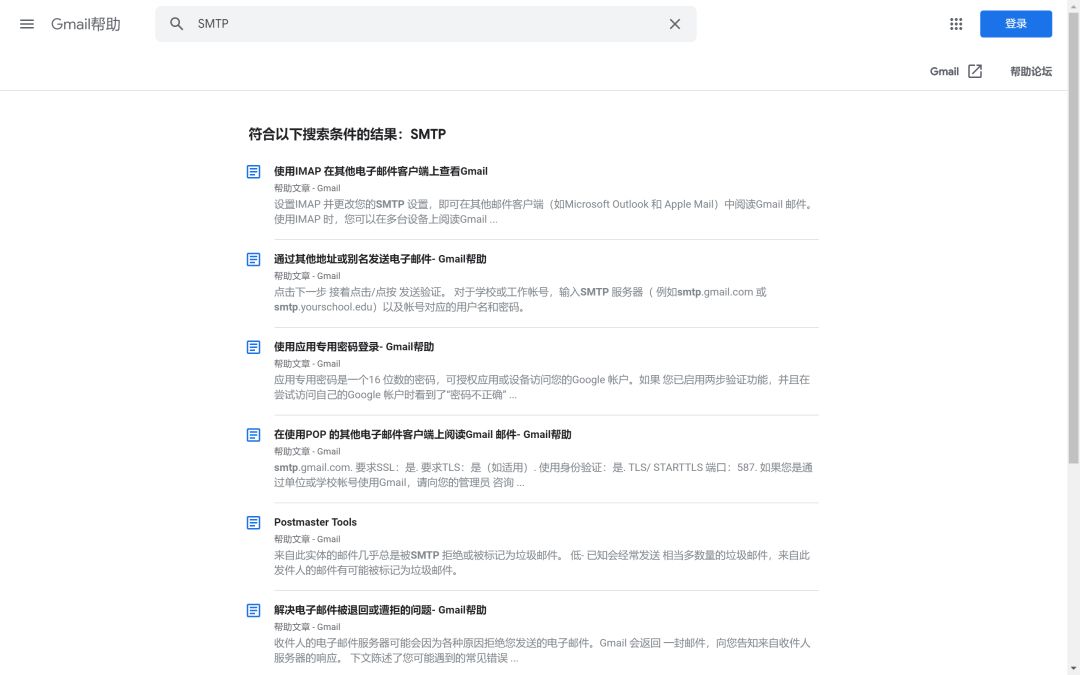 Gmail帮助
SMTP
登录
Gmail
帮助论坛
符合以下搜索条件的结果：SMTP
使用IMAP 在其他电子邮件客户端上查看Gmail
帮助文章 - Gmail
设置IMAP 并更改您的SMTP 设置，即可在其他邮件客户端（如Microsoft Outlook 和 Apple Mail）中阅读Gmail 邮件。
使用IMAP 时，您可以在多台设备上阅读Gmail ...
通过其他地址或别名发送电子邮件- Gmail帮助
帮助文章 - Gmail
点击下一步 接着点击/点按 发送验证。 对于学校或工作帐号，输入SMTP 服务器（ 例如smtp.gmail.com 或
smtp.yourschool.edu）以及帐号对应的用户名和密码。
使用应用专用密码登录- Gmail帮助
帮助文章 - Gmail
应用专用密码是一个16 位数的密码，可授权应用或设备访问您的Google 帐户。如果 您已启用两步验证功能，并且在
尝试访问自己的Google 帐户时看到了“密码不正确” ...
在使用POP 的其他电子邮件客户端上阅读Gmail 邮件- Gmail帮助
帮助文章 - Gmail
smtp.gmail.com. 要求SSL：是. 要求TLS：是（如适用）. 使用身份验证：是. TLS/ STARTTLS 端口：587. 如果您是通
过单位或学校帐号使用Gmail，请向您的管理员 咨询 ...
Postmaster Tools
帮助文章 - Gmail
来自此实体的邮件几乎总是被SMTP 拒绝或被标记为垃圾邮件。 低· 已知会经常发送 相当多数量的垃圾邮件，来自此
发件人的邮件有可能被标记为垃圾邮件。
解决电子邮件被退回或遭拒的问题- Gmail帮助
帮助文章 - Gmail
收件人的电子邮件服务器可能会因为各种原因拒绝您发送的电子邮件。Gmail 会返回 一封邮件，向您告知来自收件人
服务器的响应。 下文陈述了您可能遇到的常见错误 ...